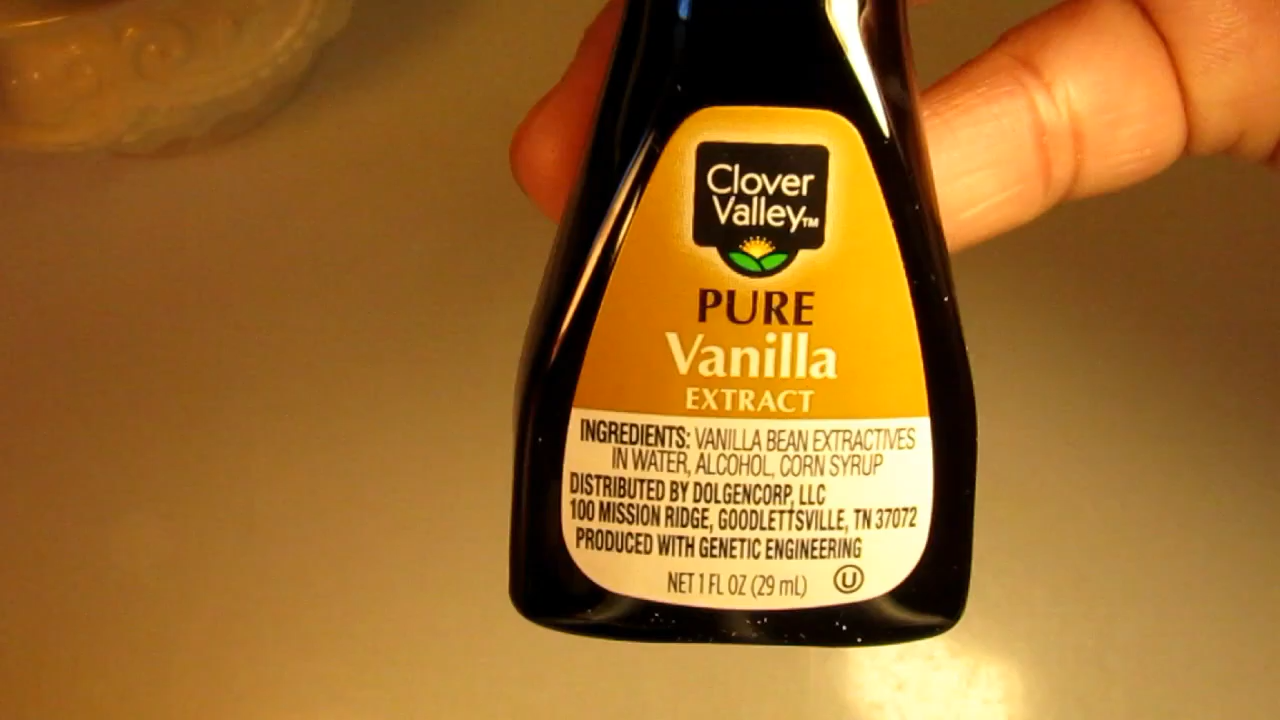 Clover
Valley™
PURE
Vanilla
EXTRACT
INGREDIENTS: VANILLA BEAN EXTRACTIVES
IN WATER, ALCOHOL, CORN SYRUP
DISTRIBUTED BY DOLGENCORP, LLC
100 MISSION RIDGE, GOODLETTSVILLE, TN 37072
PRODUCED WITH GENETIC ENGINEERING
NET 1 FL OZ (29 mL) U